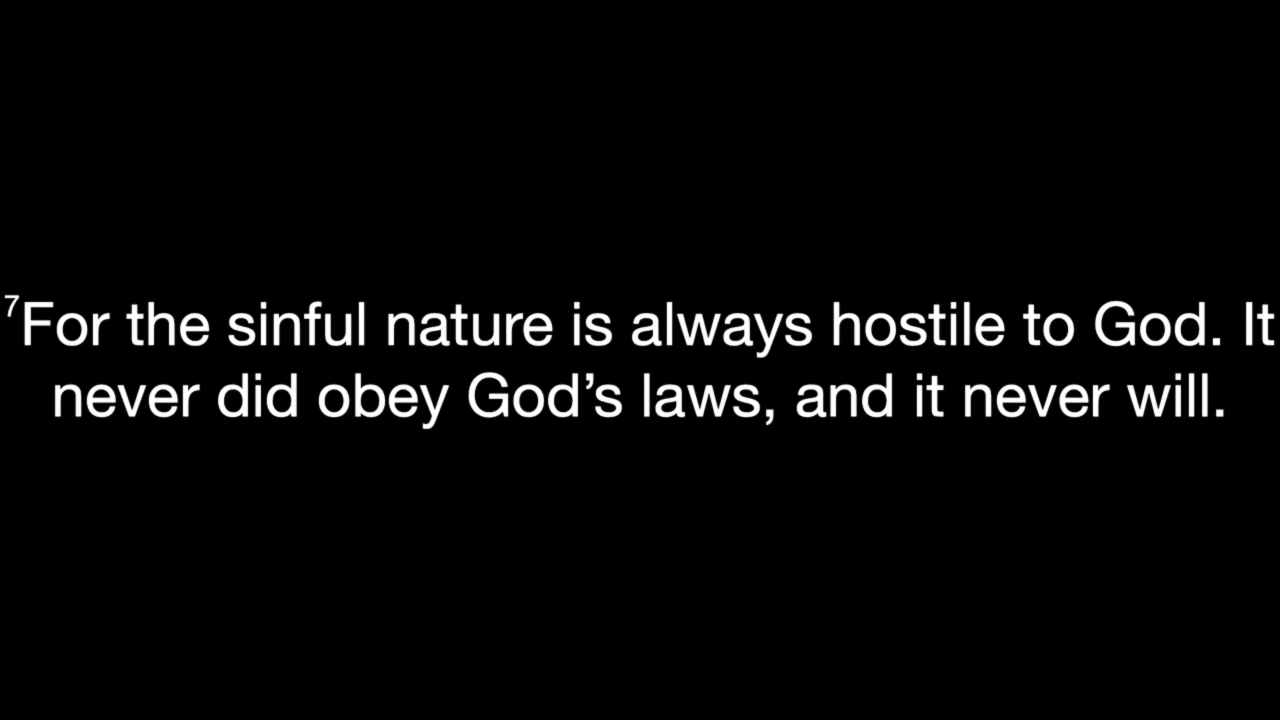 ⁷For the sinful nature is always hostile to God. It
never did obey God’s laws, and it never will.